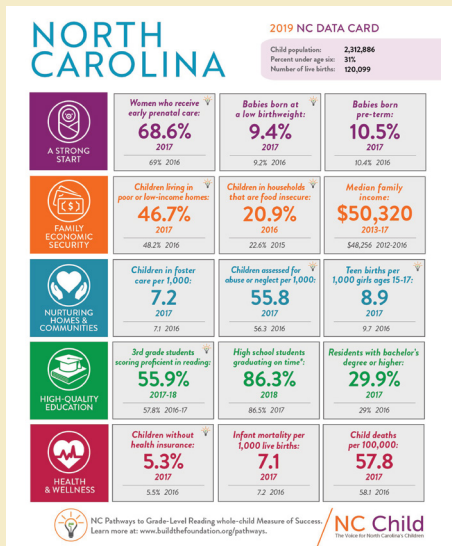 NORTH
CAROLINA
2019 NC DATA CARD
Child population: 2,312,886
Percent under age six: 31%
Number of live births: 120,099
A STRONG
START
Women who receive
early prenatal care:
68.6%
2017
69% 2016
Babies born at
a low birthweight:
9.4%
2017
9.2% 2016
Babies born
pre-term:
10.5%
2017
10.4% 2016
FAMILY
ECONOMIC
SECURITY
Children living in
poor or low-income homes:
46.7%
2017
48.2% 2016
Children in households
that are food insecure:
20.9%
2016
22.6% 2015
Median family
income:
$50,320
2013-17
$48,256 2012-2016
NURTURING
HOMES &
COMMUNITIES
Children in foster
care per 1,000:
7.2
2017
7.1 2016
Children assessed for
abuse or neglect per 1,000:
55.8
2017
56.3 2016
Teen births per
1,000 girls ages 15-17:
8.9
2017
9.7 2016
HIGH-QUALITY
EDUCATION
3rd grade students
scoring proficient in reading:
55.9%
2017-18
57.8% 2016-17
High school students
graduating on time*:
86.3%
2018
86.5% 2017
Residents with bachelor's
degree or higher:
29.9%
2017
29% 2016
HEALTH
& WELLNESS
Children without
health insurance:
5.3%
2017
5.5% 2016
Infant mortality per
1,000 live births:
7.1
2017
7.2 2016
Child deaths
per 100,000:
57.8
2017
58.1 2016
NC Pathways to Grade-Level Reading whole-child Measure of Success.
Learn more at: www.buildthefoundation.org/pathways.
NC Child
The Voice for North Carolina's Children